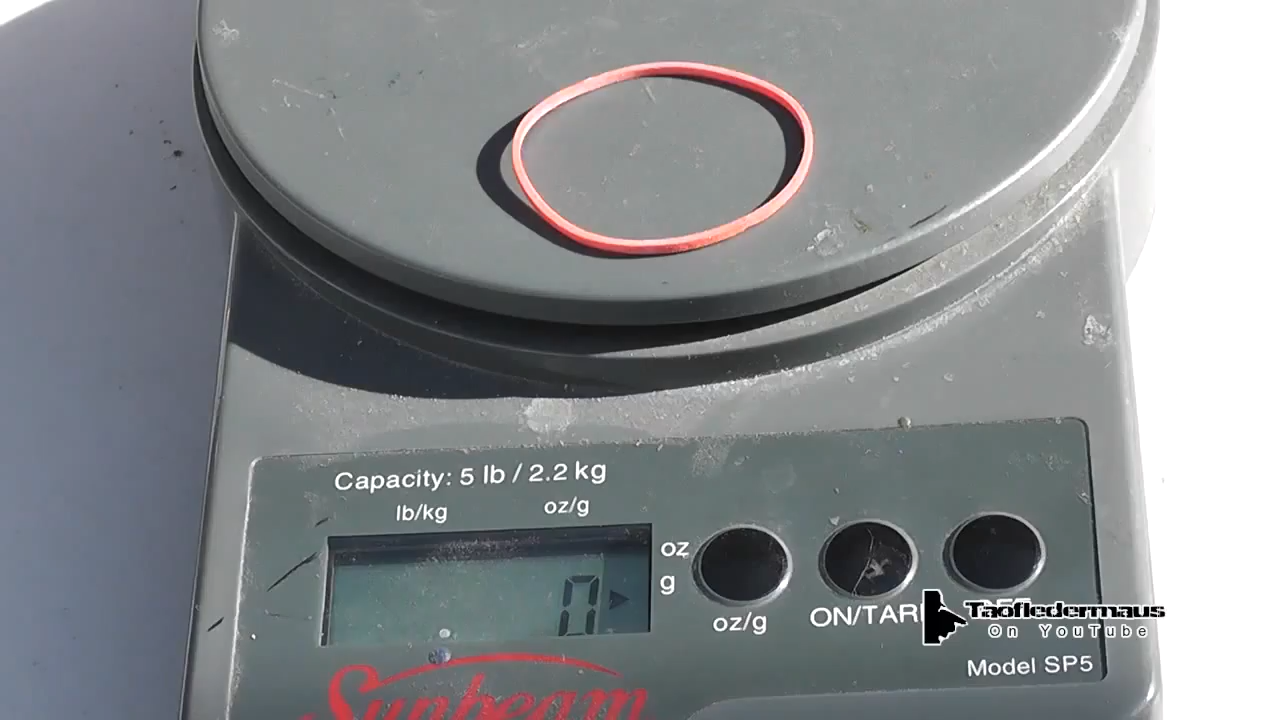 Capacity: 5 lb / 2.2 kg
lb/kg oz/g
oz
g
0
oz/g
ON/TAR
Taofledermaus
On YouTube
Model SP5
Sunbeam